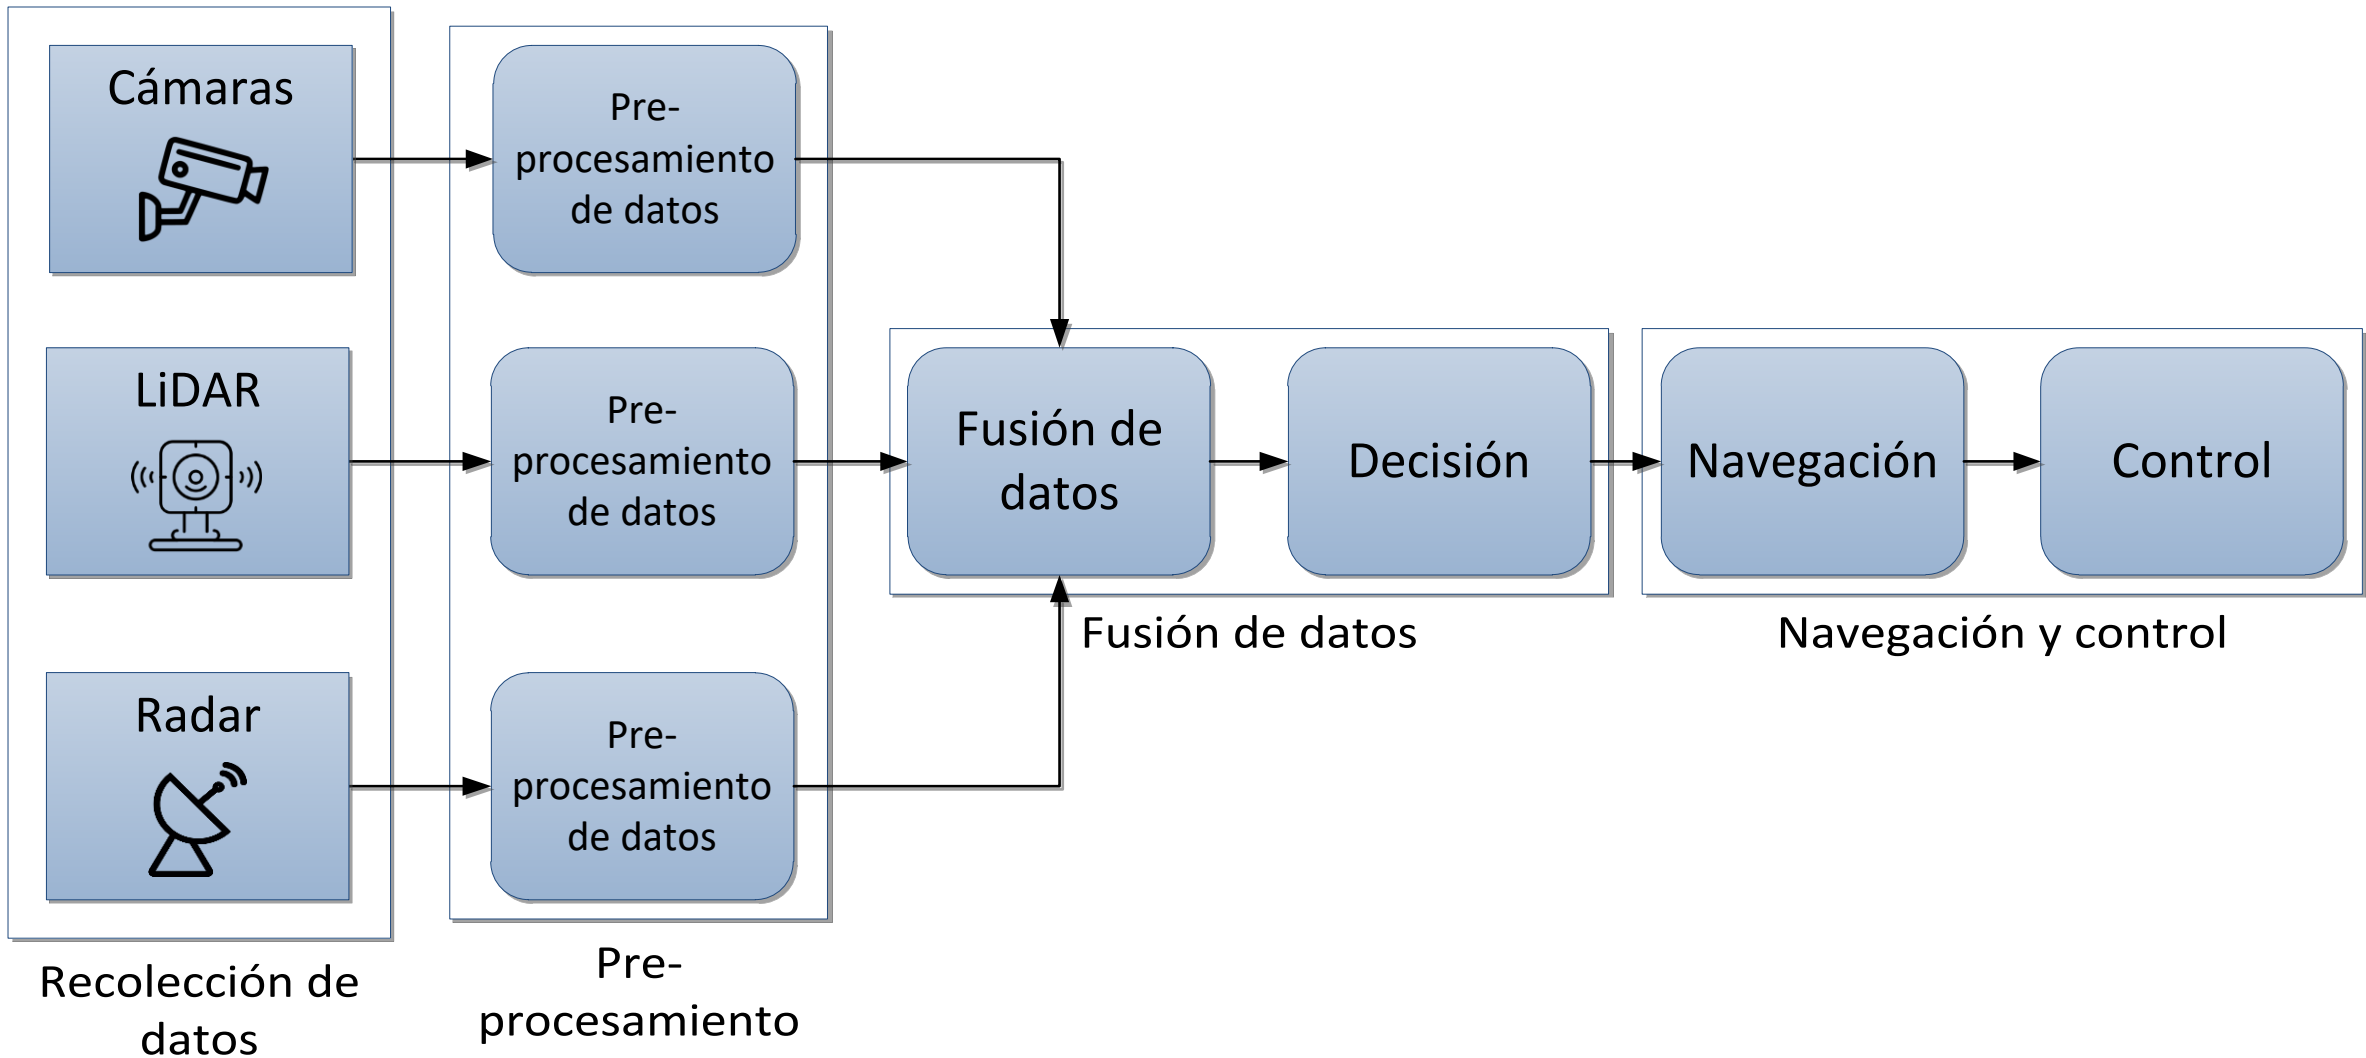 Cámaras
Pre-
procesamiento
de datos
LiDAR
Pre-
procesamiento
de datos
Fusión de
datos
Decisión
Navegación
Control
Fusión de datos
Navegación y control
Radar
Pre-
procesamiento
de datos
Recolección de
datos
Pre-
procesamiento